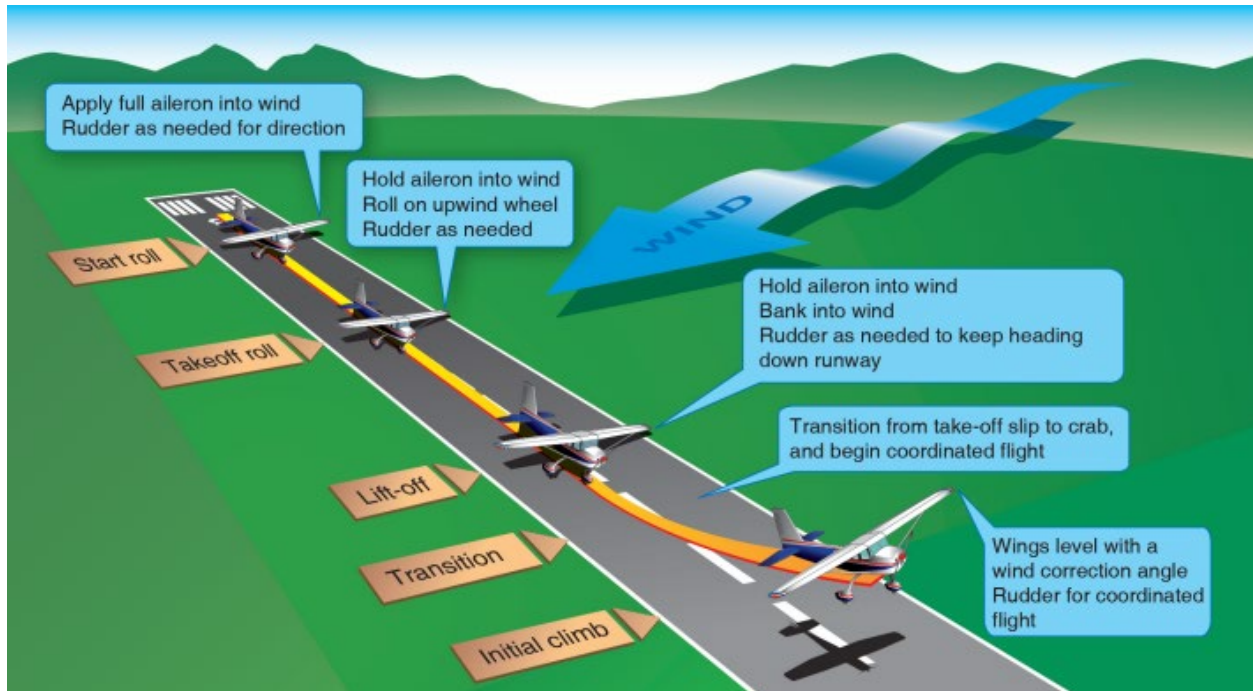 Apply full aileron into wind
Rudder as needed for direction
Hold aileron into wind
Roll on upwind wheel
Rudder as needed
WIND
Hold aileron into wind
Bank into wind
Rudder as needed to keep heading
down runway
Transition from take-off slip to crab,
and begin coordinated flight
Wings level with a
wind correction angle
Rudder for coordinated
flight
Start roll
Takeoff roll
Lift-off
Transition
Initial climb